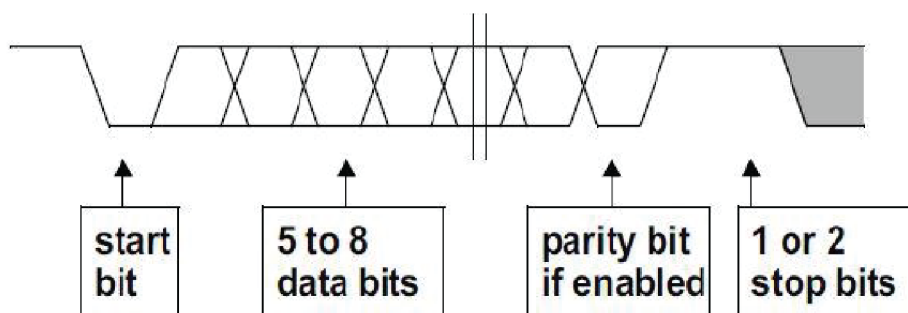 start
bit
5 to 8
data bits
parity bit
if enabled
1 or 2
stop bits